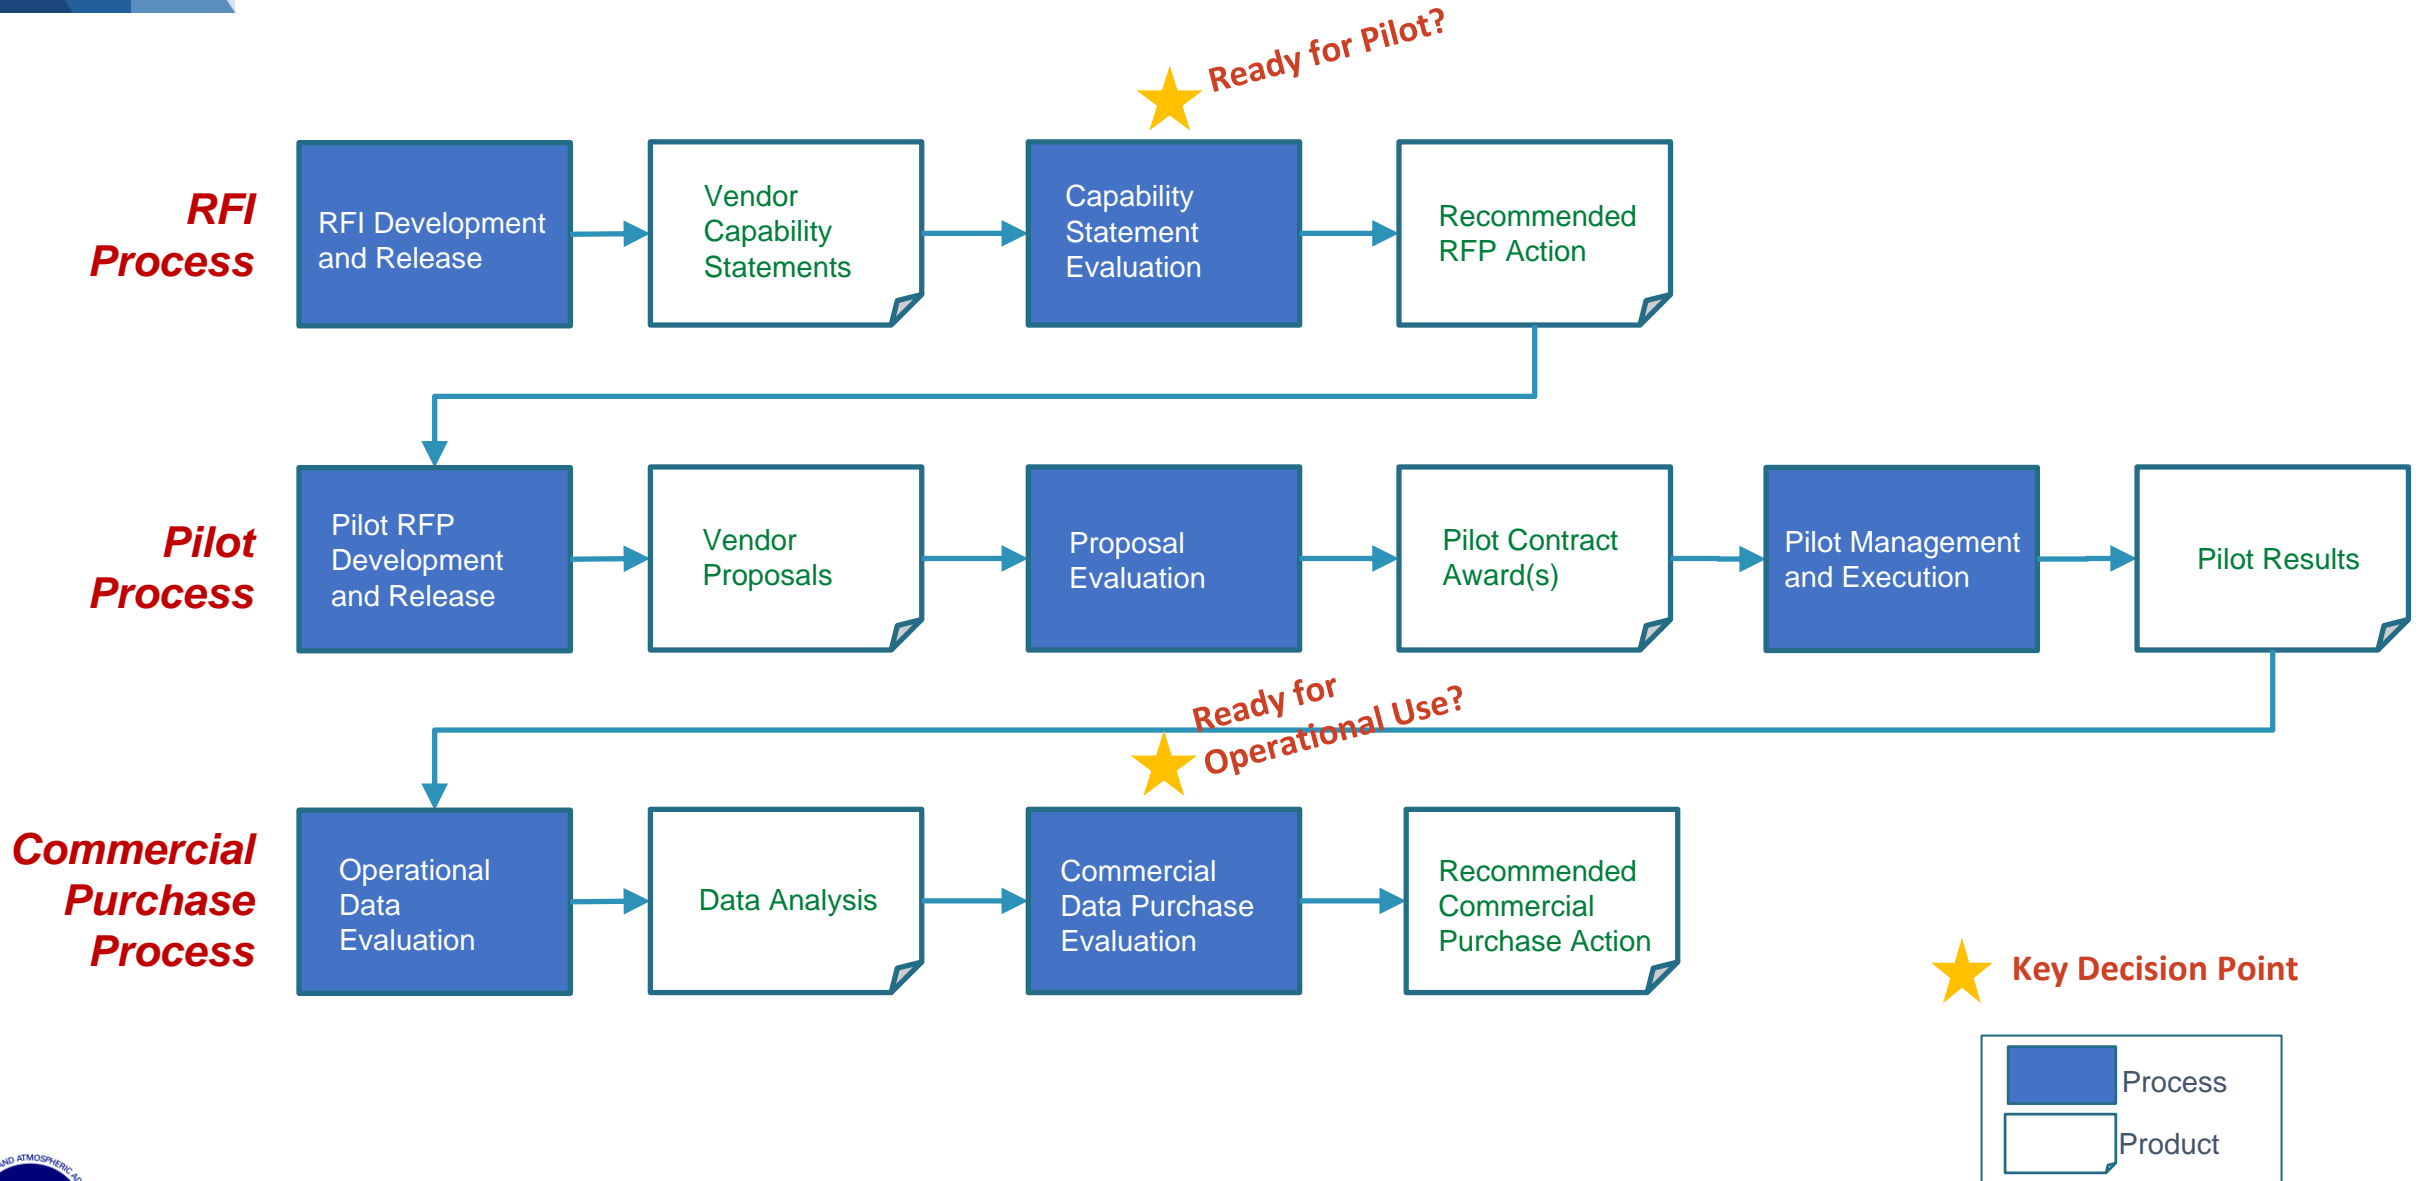 Ready for Pilot?
RFI
Process
RFI Development
and Release
Vendor
Capability
Statements
Capability
Statement
Evaluation
Recommended
RFP Action
Pilot
Process
Pilot RFP
Development
and Release
Vendor
Proposals
Proposal
Evaluation
Pilot Contract
Award(s)
Pilot Management
and Execution
Pilot Results
Ready for
Operational Use?
Commercial
Purchase
Process
Operational
Data
Evaluation
Data Analysis
Commercial
Data Purchase
Evaluation
Recommended
Commercial
Purchase Action
Key Decision Point
Process
Product
AND ATMOSPHERIC